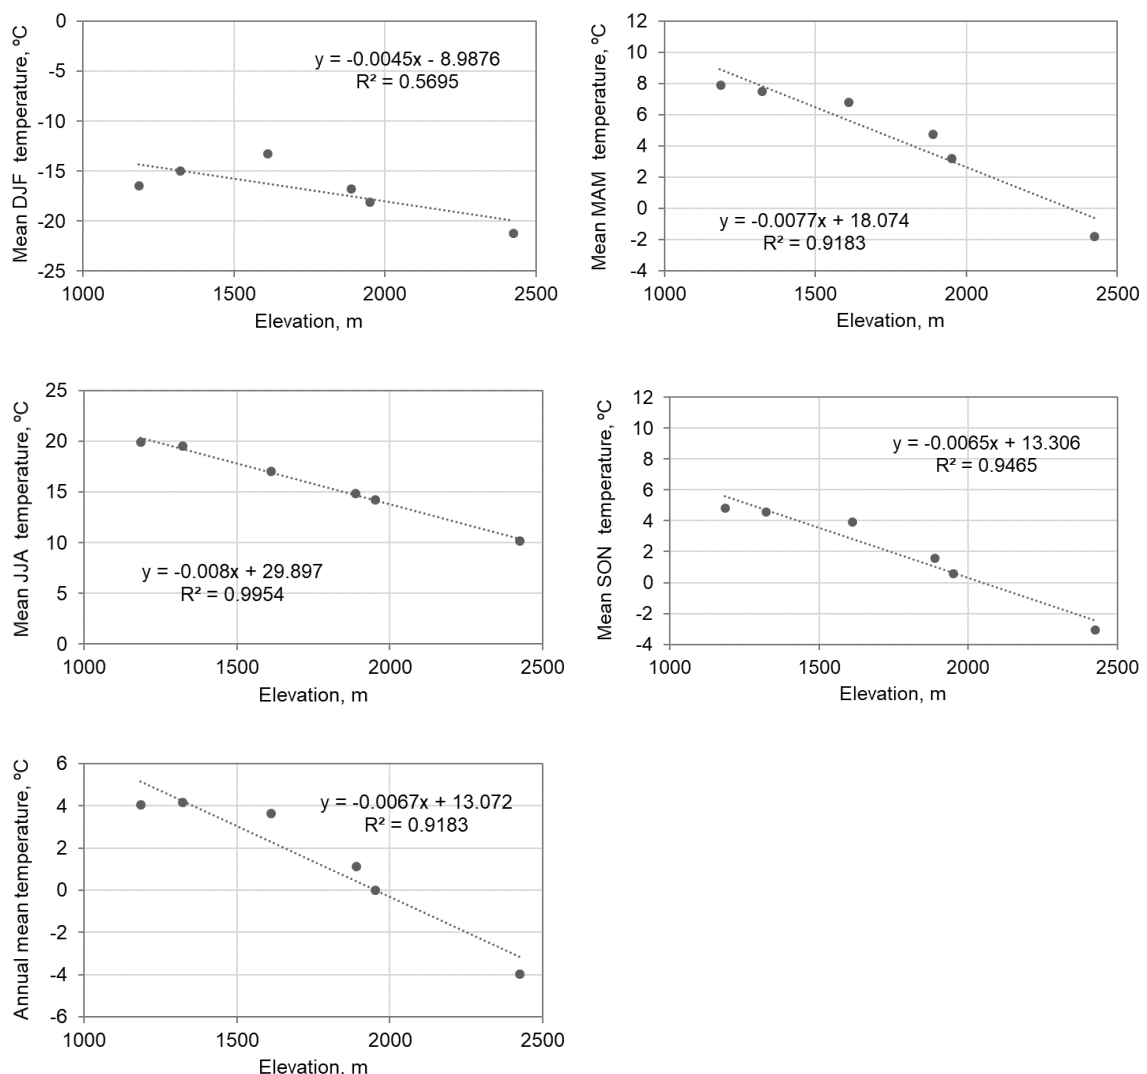 Mean DJF temperature, ºC
0
-5
-10
-15
-20
-25
y = -0.0045x - 8.9876
R² = 0.5695
1000 1500 2000 2500
Elevation, m
Mean MAM temperature, ºC
12
10
8
6
4
2
0
-2
-4
y = -0.0077x + 18.074
R² = 0.9183
1000 1500 2000 2500
Elevation, m
Mean JJA temperature, ºC
25
20
15
10
5
0
y = -0.008x + 29.897
R² = 0.9954
1000 1500 2000 2500
Elevation, m
Mean SON temperature, ºC
12
10
8
6
4
2
0
-2
-4
y = -0.0065x + 13.306
R² = 0.9465
1000 1500 2000 2500
Elevation, m
Annual mean temperature, ºC
6
4
2
0
-2
-4
-6
y = -0.0067x + 13.072
R² = 0.9183
1000 1500 2000 2500
Elevation, m